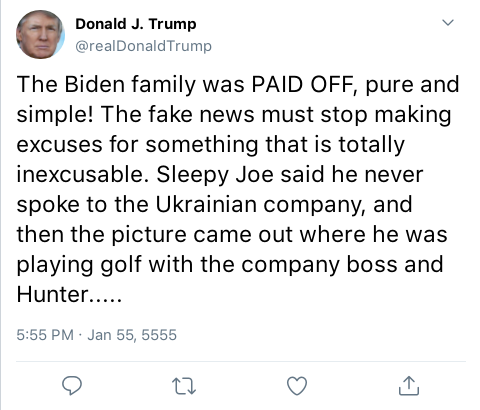 Donald J. Trump
@realDonaldTrump
The Biden family was PAID OFF, pure and
simple! The fake news must stop making
excuses for something that is totally
inexcusable. Sleepy Joe said he never
spoke to the Ukrainian company, and
then the picture came out where he was
playing golf with the company boss and
Hunter.....
5:55 PM · Jan 55, 5555